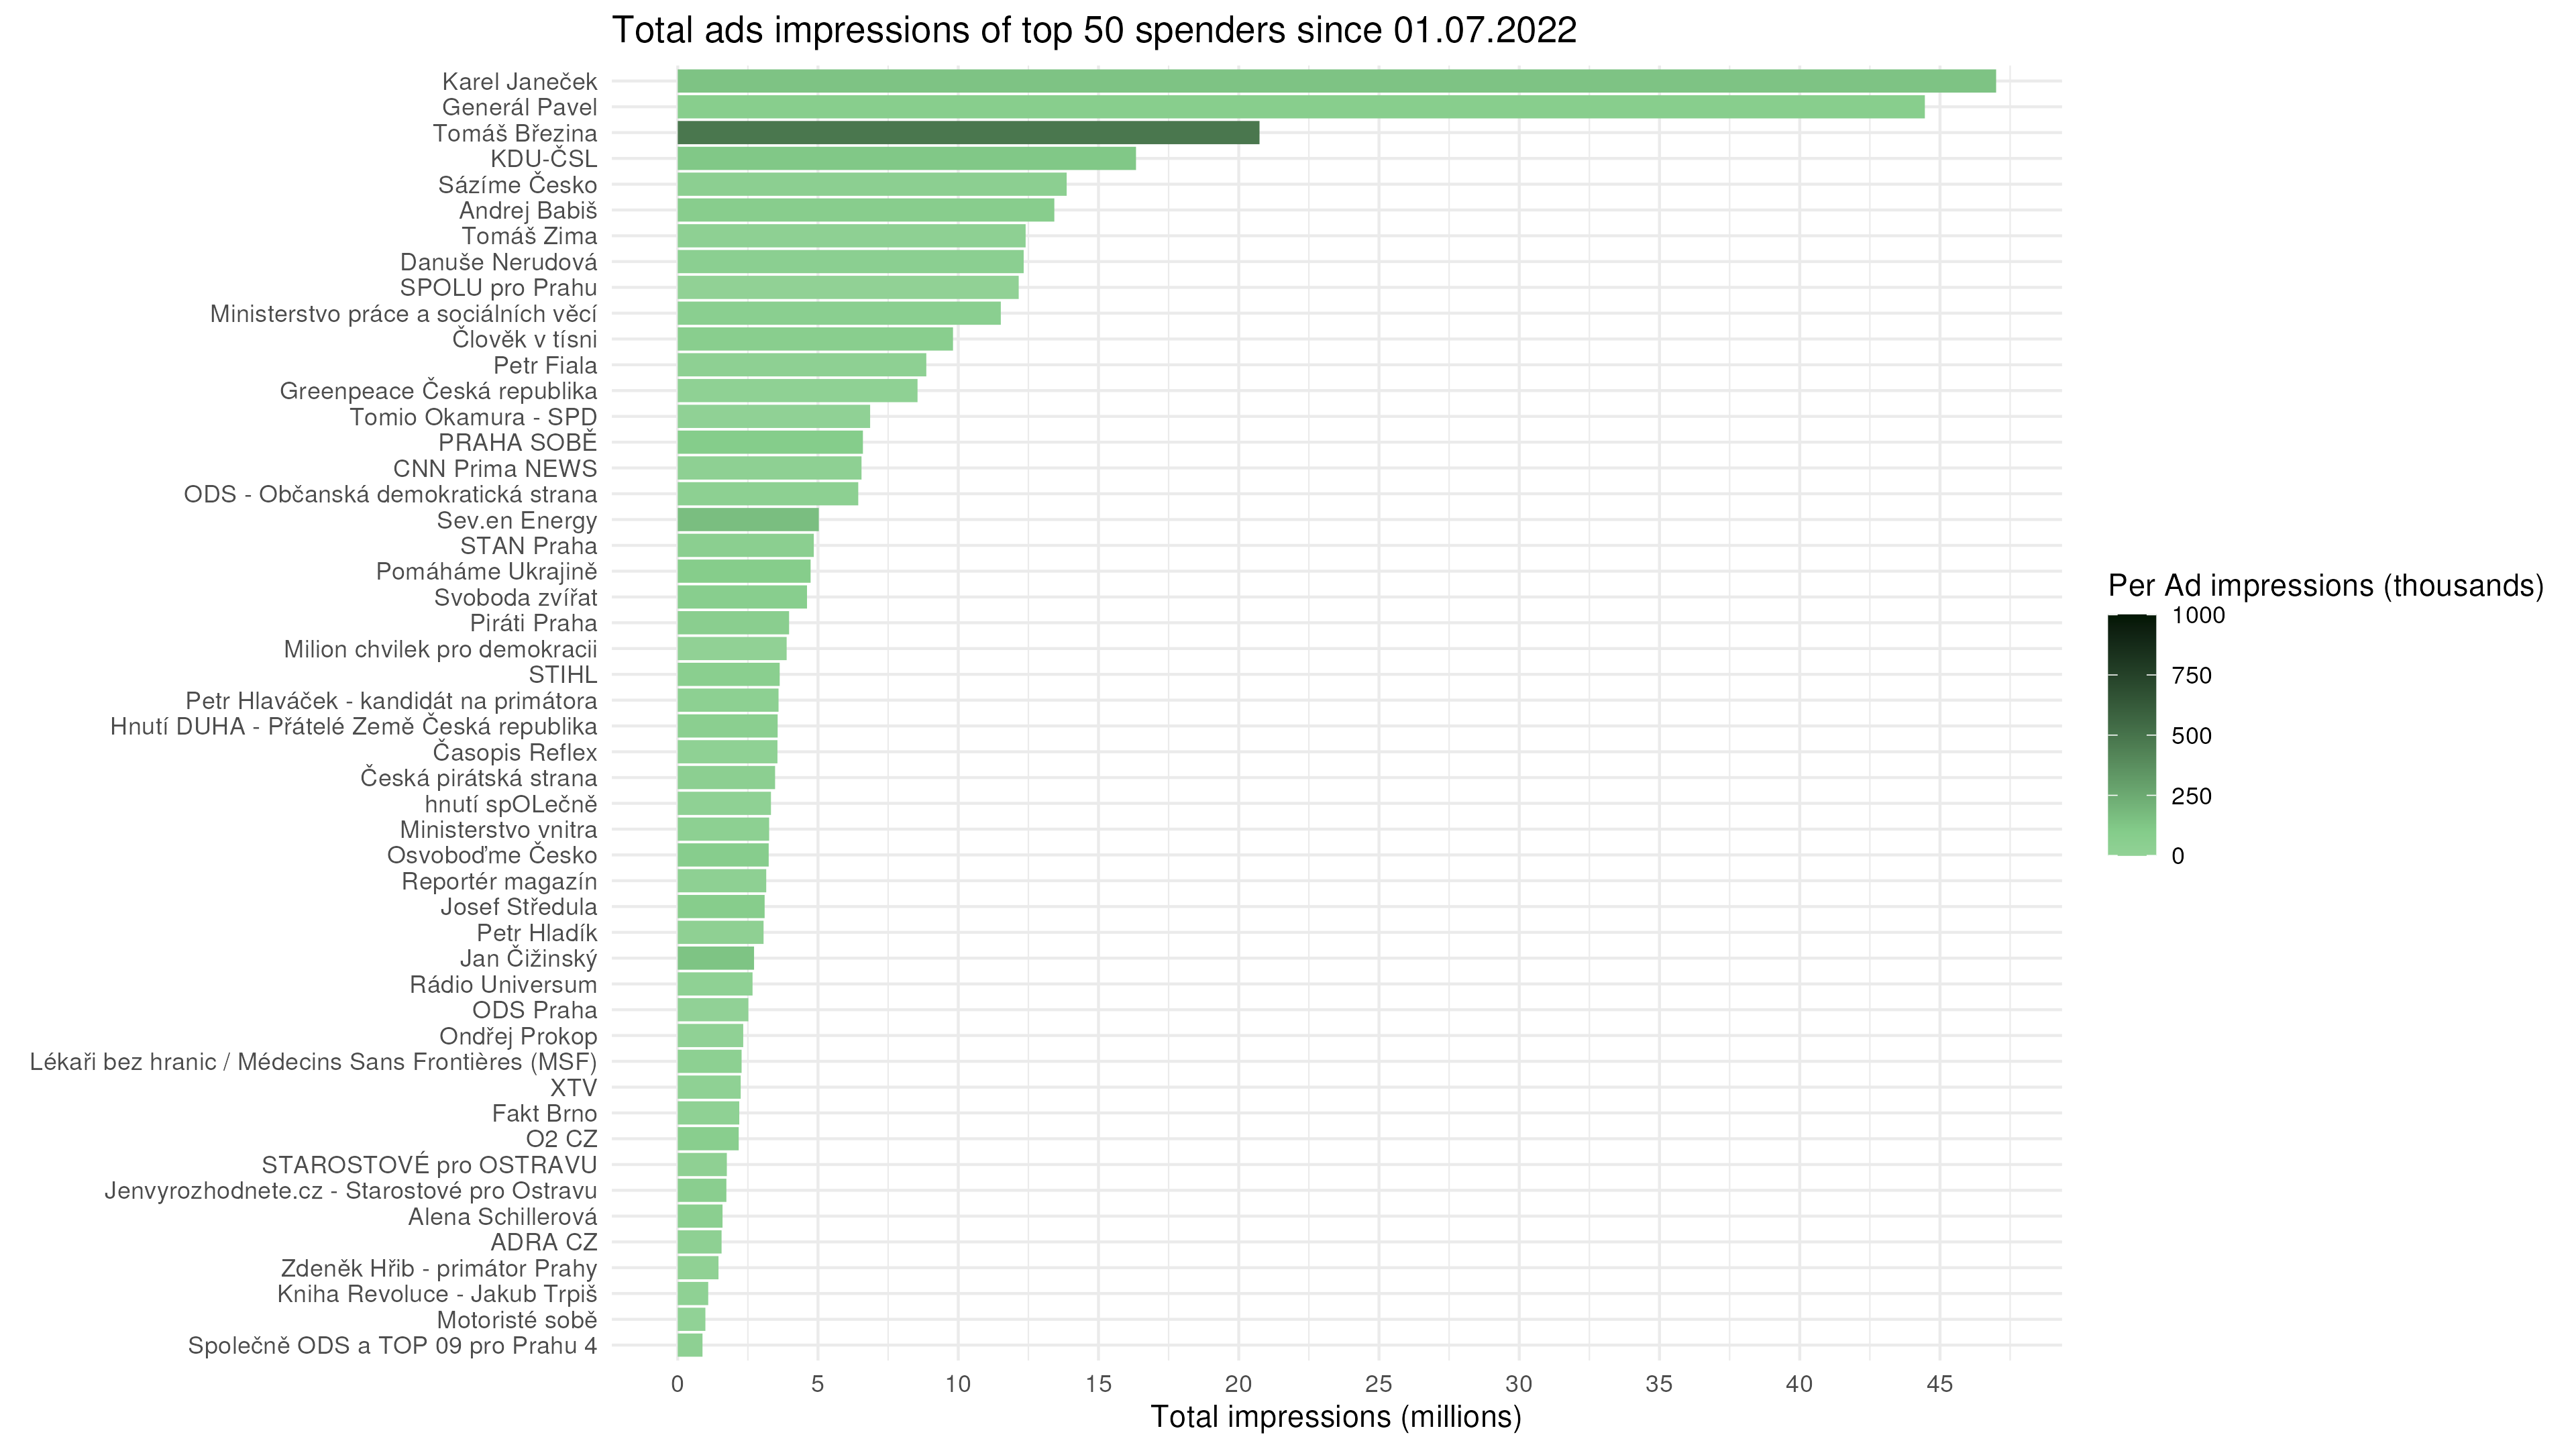 Total ads impressions of top 50 spenders since 01.07.2022
Karel Janeček
Generál Pavel
Tomáš Březina
KDU-ČSL
Sázíme Česko
Andrej Babiš
Tomáš Zima
Danuše Nerudová
SPOLU pro Prahu
Ministerstvo práce a sociálních věcí
Člověk v tísni
Petr Fiala
Greenpeace Česká republika
Tomio Okamura - SPD
PRAHA SOBĚ
CNN Prima NEWS
ODS - Občanská demokratická strana
Sev.en Energy
STAN Praha
Pomáháme Ukrajině
Svoboda zvířat
Piráti Praha
Milion chvilek pro demokracii
STIHL
Petr Hlaváček - kandidát na primátora
Hnutí DUHA - Přátelé Země Česká republika
Časopis Reflex
Česká pirátská strana
hnutí spOLečně
Ministerstvo vnitra
Osvoboďme Česko
Reportér magazín
Josef Středula
Petr Hladík
Jan Čižinský
Rádio Universum
ODS Praha
Ondřej Prokop
Lékaři bez hranic / Médecins Sans Frontières (MSF)
XTV
Fakt Brno
O2 CZ
STAROSTOVÉ pro OSTRAVU
Jenvyrozhodnete.cz - Starostové pro Ostravu
Alena Schillerová
ADRA CZ
Zdeněk Hřib - primátor Prahy
Kniha Revoluce - Jakub Trpiš
Motoristé sobě
Společně ODS a TOP 09 pro Prahu 4
0 5 10 15 20 25 30 35 40 45
Total impressions (millions)
Per Ad impressions (thousands)
1000
750
500
250
0